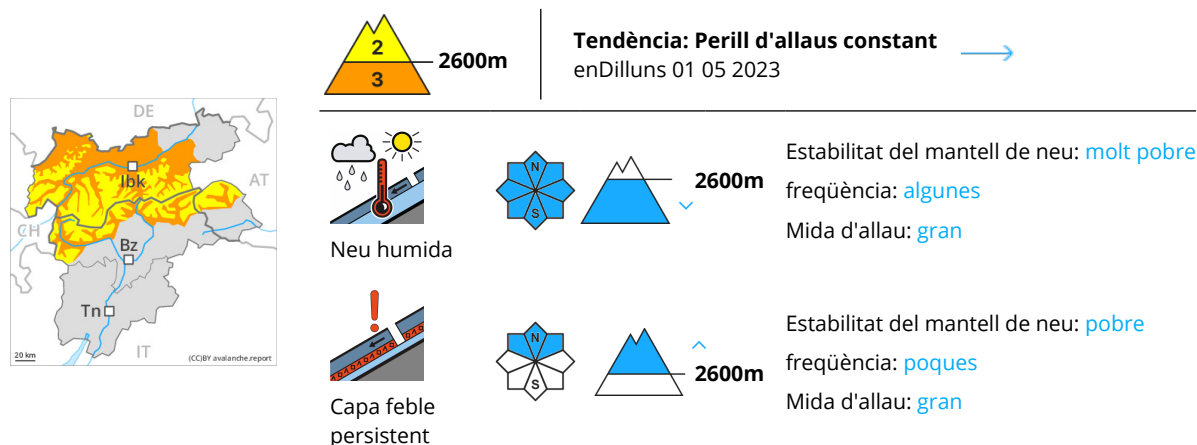 2
3
2600m
Tendència: Perill d'allaus constant
enDilluns 01 05 2023
DE
AT
CH
IT
Ibk
Bz
Tn
20 km
(CC)BY avalanche.report
Neu humida
N
S
2600m
Estabilitat del mantell de neu: molt pobre
freqüència: algunes
Mida d'allau: gran
Capa feble
persistent
N
S
2600m
Estabilitat del mantell de neu: pobre
freqüència: poques
Mida d'allau: gran